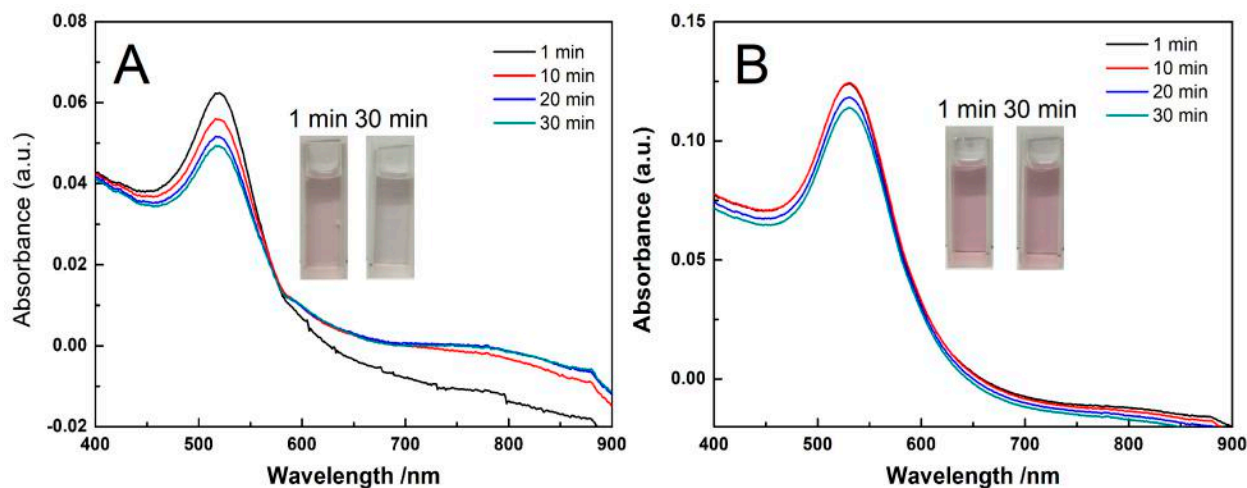 A
1 min
10 min
20 min
30 min
1 min 30 min
0.08
0.06
0.04
0.02
0.00
-0.02
400 500 600 700 800 900
Wavelength /nm
Absorbance (a.u.)
B
1 min
10 min
20 min
30 min
1 min 30 min
0.15
0.10
0.05
0.00
400 500 600 700 800 900
Wavelength /nm
Absorbance (a.u.)